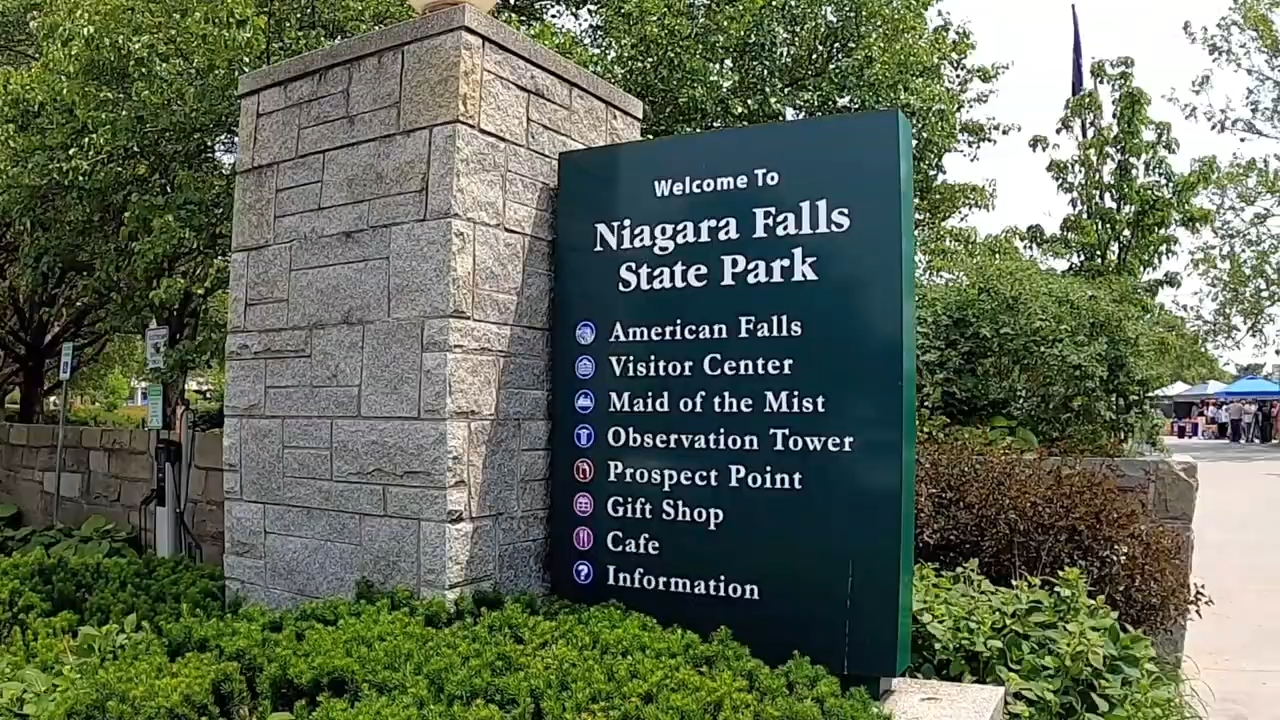 Welcome To
Niagara Falls
State Park
American Falls
Visitor Center
Maid of the Mist
Observation Tower
Prospect Point
Gift Shop
Cafe
Information